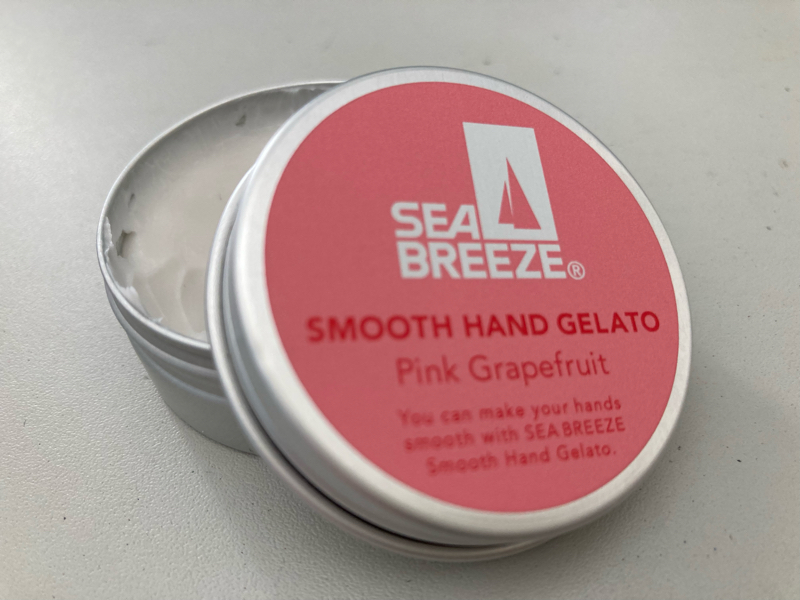 SEA
BREEZE®
SMOOTH HAND GELATO
Pink Grapefruit
You can make your hands
smooth with SEA BREEZE
Smooth Hand Gelato.